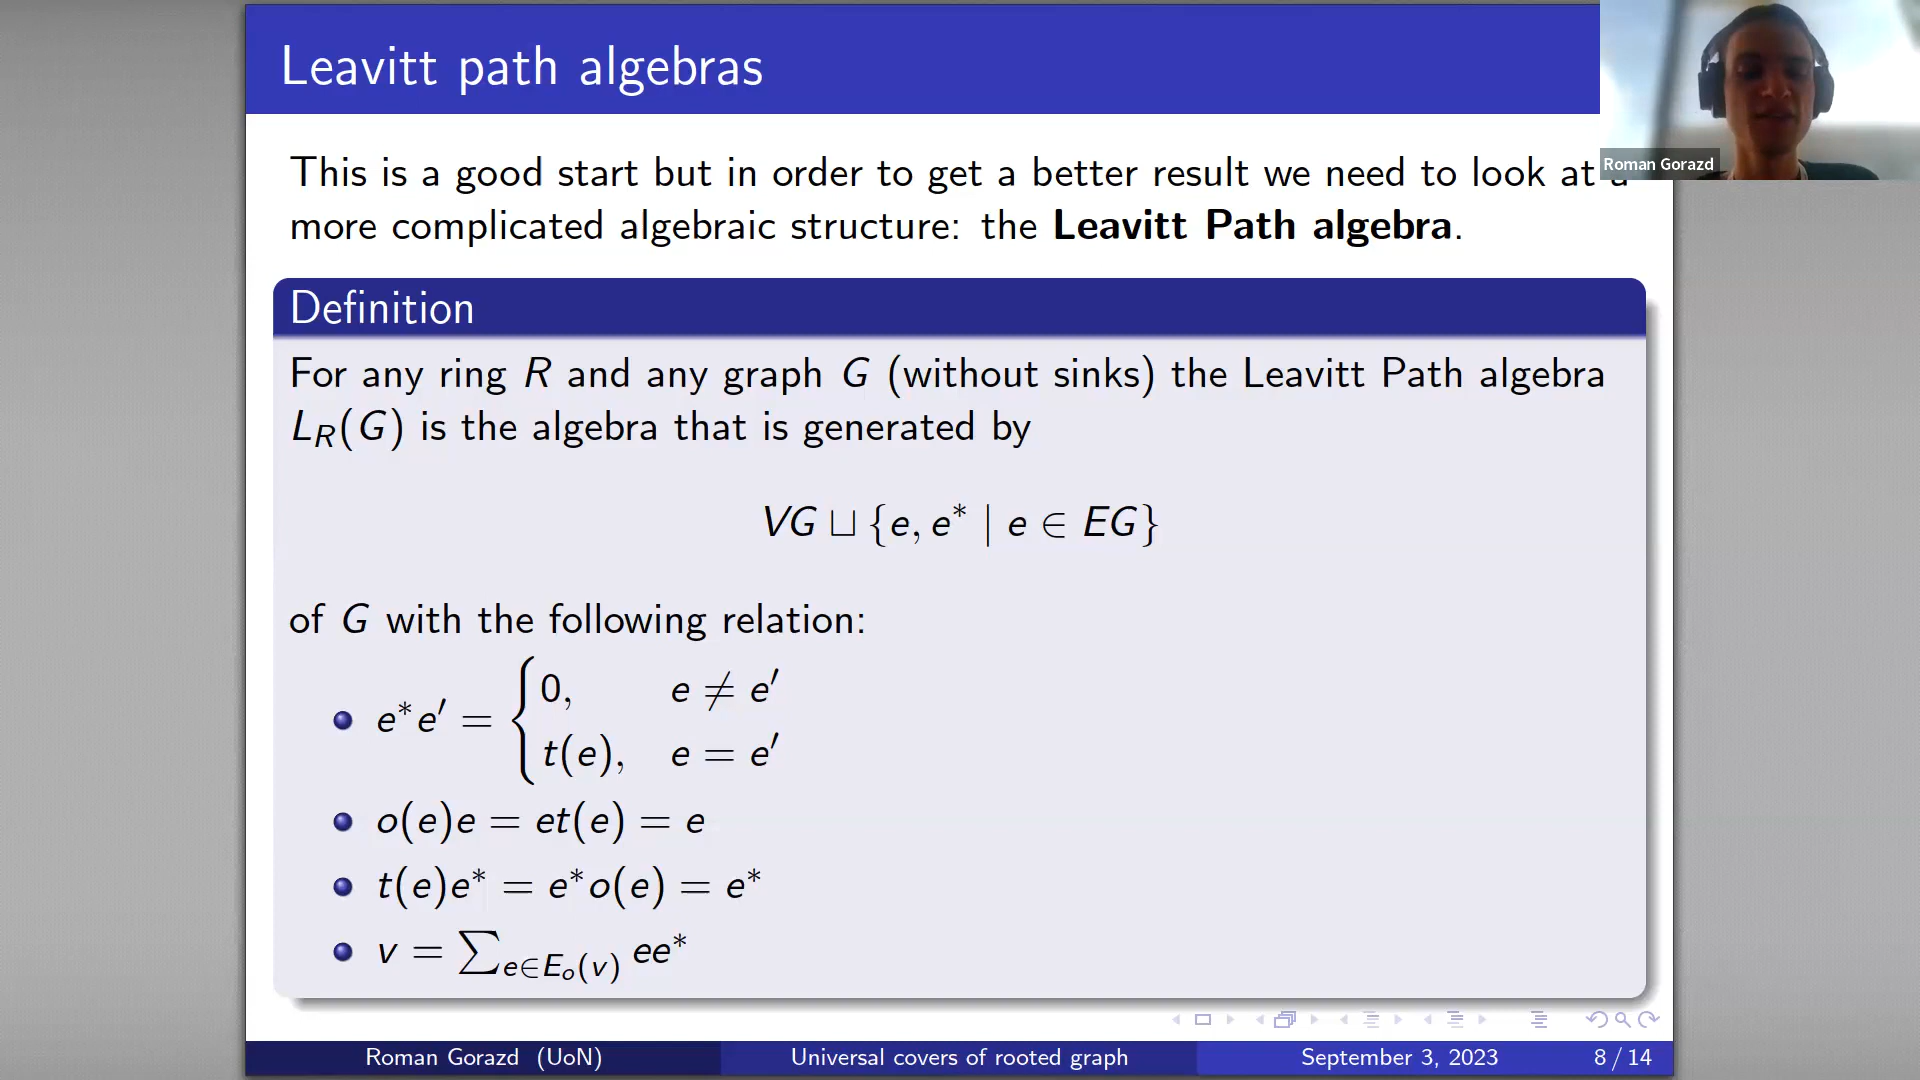 Leavitt path algebras
Roman Gorazd
This is a good start but in order to get a better result we need to look at a
more complicated algebraic structure: the Leavitt Path algebra.
Definition
For any ring R and any graph G (without sinks) the Leavitt Path algebra
L_R(G) is the algebra that is generated by
VG ⊔ {e, e* | e ∈ EG}
of G with the following relation:
e*e′ = { 0, e ≠ e′
t(e), e = e′
o(e)e = et(e) = e
t(e)e* = e*o(e) = e*
v = ∑_{e∈E_o(v)} ee*
Roman Gorazd (UoN) Universal covers of rooted graph September 3, 2023 8 / 14